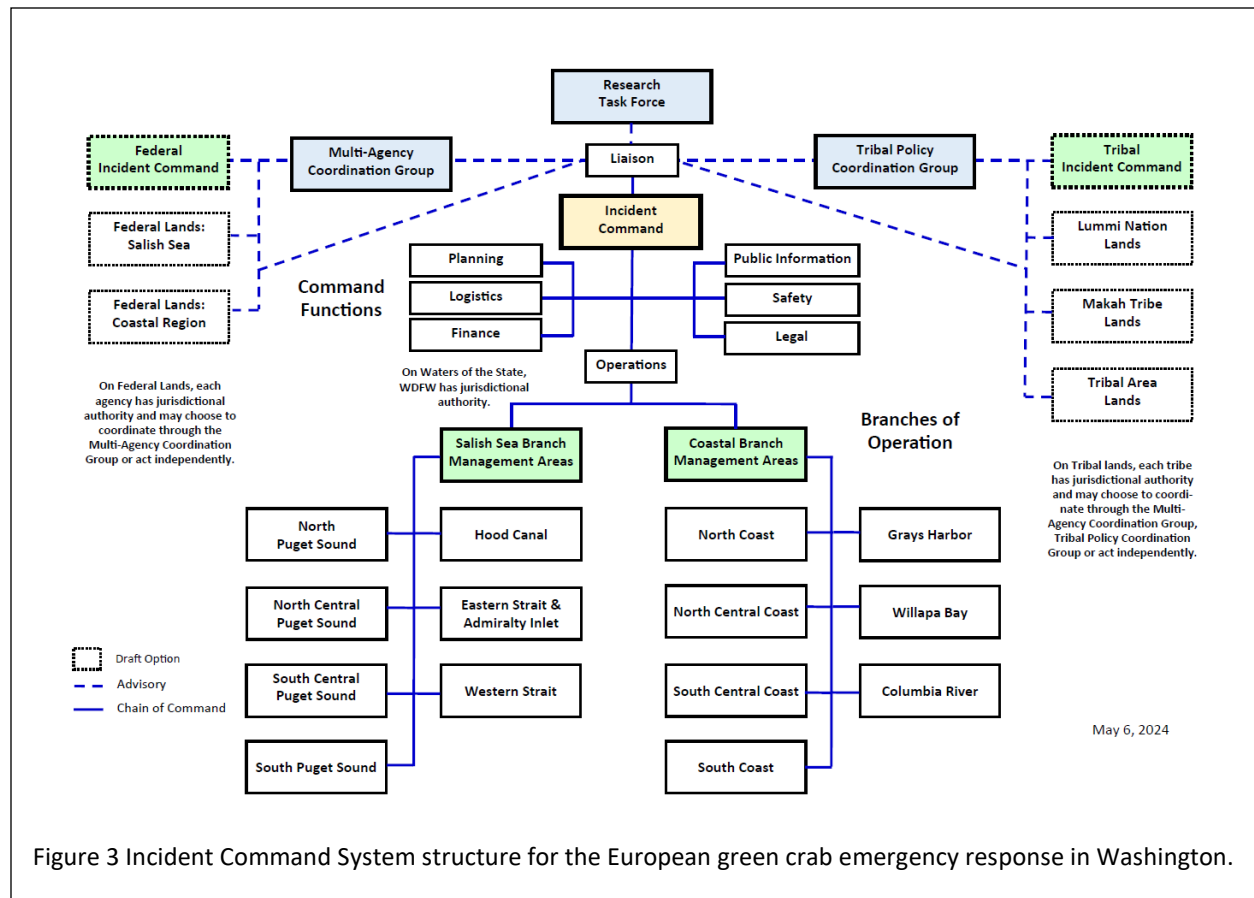 Research
Task Force
Federal
Incident Command
Multi-Agency
Coordination Group
Liaison
Tribal Policy
Coordination Group
Tribal
Incident Command
Incident
Command
Federal Lands:
Salish Sea
Lummi Nation
Lands
Federal Lands:
Coastal Region
Makah Tribe
Lands
Tribal Area
Lands
Command
Functions
Planning
Logistics
Finance
Public Information
Safety
Legal
On Waters of the State,
WDFW has jurisdictional
authority.
Operations
On Federal Lands, each
agency has jurisdictional
authority and may choose to
coordinate through the
Multi-Agency Coordination
Group or act independently.
Branches of
Operation
On Tribal lands, each tribe
has jurisdictional authority
and may choose to coordi-
nate through the Multi-
Agency Coordination Group,
Tribal Policy Coordination
Group or act independently.
Salish Sea Branch
Management Areas
Coastal Branch
Management Areas
North
Puget Sound
Hood Canal
North Coast
Grays Harbor
North Central
Puget Sound
Eastern Strait &
Admiralty Inlet
North Central Coast
Willapa Bay
South Central
Puget Sound
Western Strait
South Central Coast
Columbia River
South Puget Sound
South Coast
Draft Option
Advisory
Chain of Command
May 6, 2024
Figure 3 Incident Command System structure for the European green crab emergency response in Washington.